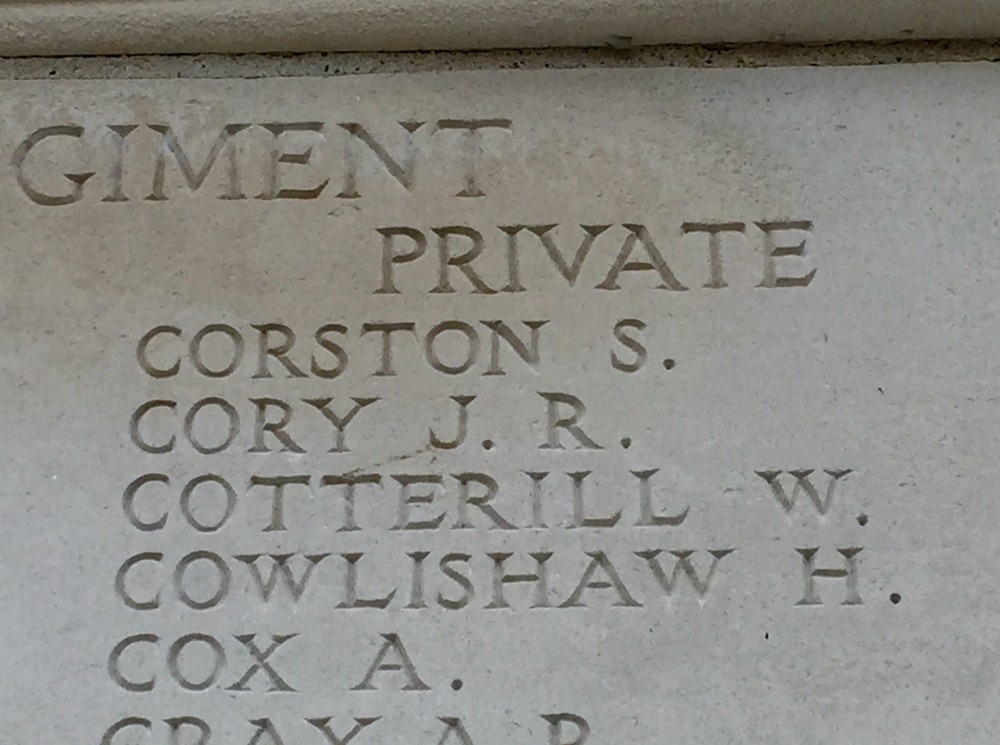 GIMENT
PRIVATE
CORSTON S.
CORY J. R.
COTTERILL W.
COWLISHAW H.
COX A.